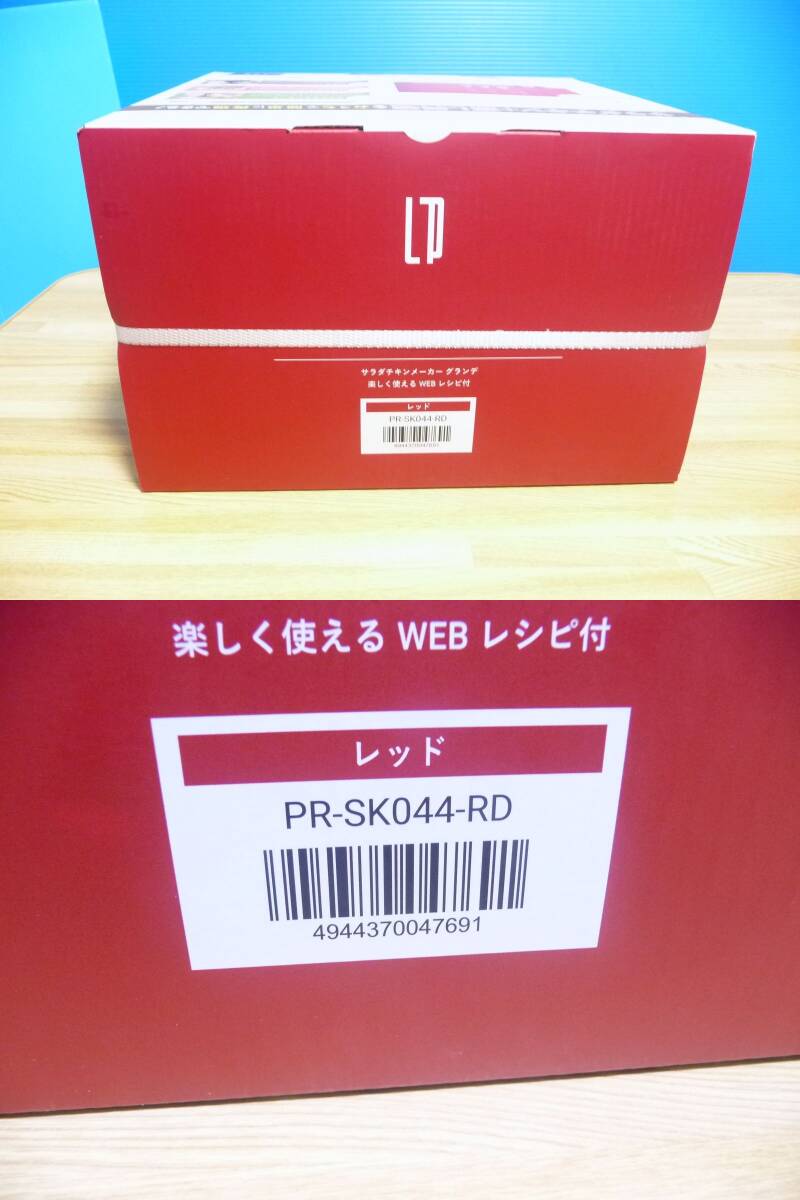 LTP
サラダチキンメーカー グランデ
楽しく使える WEB レシピ付
レッド
PR-SK044-RD
4944370047691
楽しく使える WEB レシピ付
レッド
PR-SK044-RD
4944370047691